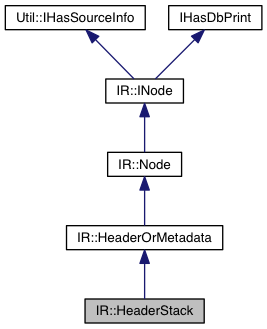 Util::IHasSourceInfo
IHasDbPrint
IR::INode
IR::Node
IR::HeaderOrMetadata
IR::HeaderStack